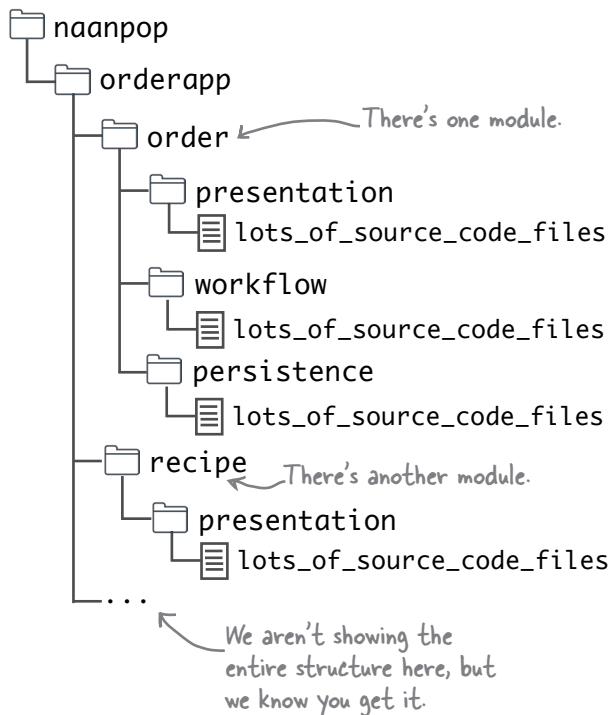 naanpop
orderapp
order
There's one module.
presentation
lots_of_source_code_files
workflow
lots_of_source_code_files
persistence
lots_of_source_code_files
recipe
There's another module.
presentation
lots_of_source_code_files
...
We aren't showing the
entire structure here, but
we know you get it.